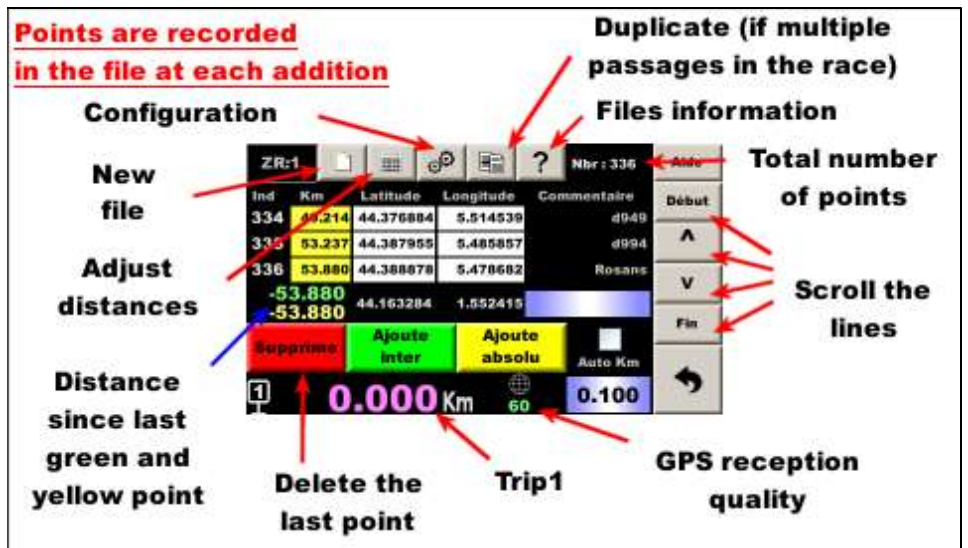 Points are recorded
in the file at each addition
Duplicate (if multiple
passages in the race)
Configuration
Files information
New
file
Total number
of points
Adjust
distances
Scroll the
lines
Distance
since last
green and
yellow point
Delete the
last point
Trip1
GPS reception
quality
ZR:1 ? Nbr : 336 Aide
Ind Km Latitude Longitude Commentaire Début
334 49.214 44.376884 5.514539 d949
335 53.237 44.387955 5.485857 d994 ^
336 53.880 44.388878 5.478682 Rosans v
-53.880
-53.880 44.163284 1.552415
Fin
Supprime Ajoute inter Ajoute absolu Auto Km
1 0.000 Km 60 0.100